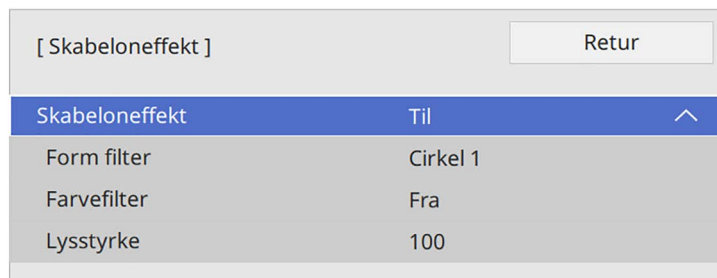 [ Skabeloneffekt ] Retur
Skabeloneffekt Til
Form filter Cirkel 1
Farvefilter Fra
Lysstyrke 100